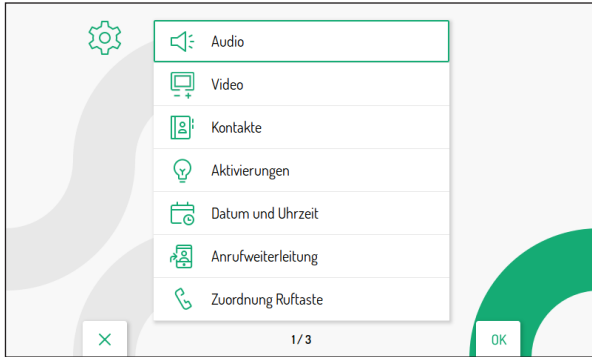 Audio
Video
Kontakte
Aktivierungen
Datum und Uhrzeit
Anrufweiterleitung
Zuordnung Ruftaste
1 / 3
OK